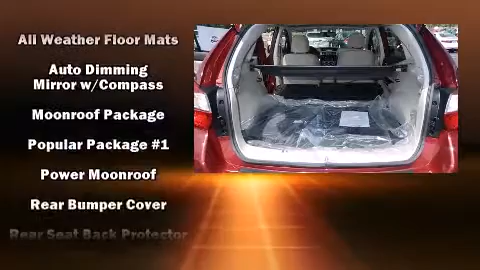 All Weather Floor Mats
Auto Dimming
Mirror w/Compass
Moonroof Package
Popular Package #1
Power Moonroof
Rear Bumper Cover
Rear Seat Back Protector